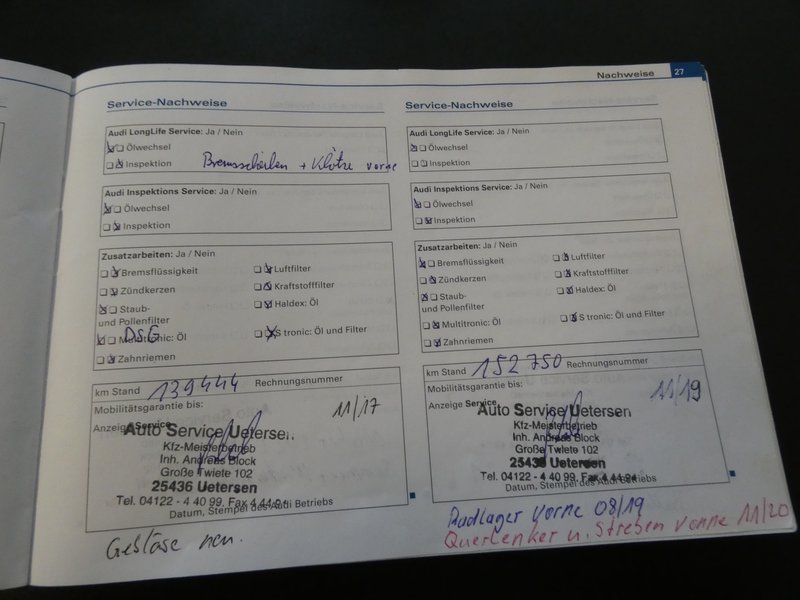 Nachweise 27
Service-Nachweise
Audi LongLife Service: Ja / Nein
Ölwechsel
Inspektion Bremsscheiben + Klötze vorne
Audi Inspektions Service: Ja / Nein
Ölwechsel
Inspektion
Zusatzarbeiten: Ja / Nein
Bremsflüssigkeit Luftfilter
Zündkerzen Kraftstofffilter
Staub- Haldex: Öl
und Pollenfilter
DSG
Multitronic: Öl S tronic: Öl und Filter
Zahnriemen
km Stand 139444 Rechnungsnummer
Mobilitätsgarantie bis: 11/17
Anzeige Service
Auto Service Uetersen
Kfz-Meisterbetrieb
Inh. Andreas Block
Große Twiete 102
25436 Uetersen
Tel. 04122 - 4 40 99, Fax 4 44 94
Datum, Stempel des Audi Betriebs
Gebläse neu.
Service-Nachweise
Audi LongLife Service: Ja / Nein
Ölwechsel
Inspektion
Audi Inspektions Service: Ja / Nein
Ölwechsel
Inspektion
Zusatzarbeiten: Ja / Nein
Bremsflüssigkeit Luftfilter
Zündkerzen Kraftstofffilter
Staub- Haldex: Öl
und Pollenfilter
Multitronic: Öl S tronic: Öl und Filter
Zahnriemen
km Stand 152750 Rechnungsnummer
Mobilitätsgarantie bis: 11/19
Anzeige Service
Auto Service Uetersen
Kfz-Meisterbetrieb
Inh. Andreas Block
Große Twiete 102
25436 Uetersen
Tel. 04122 - 4 40 99, Fax 4 44 94
Datum, Stempel des Audi Betriebs
Radlager Vorne 08/19
Querlenker u. Streben vorne 11/20